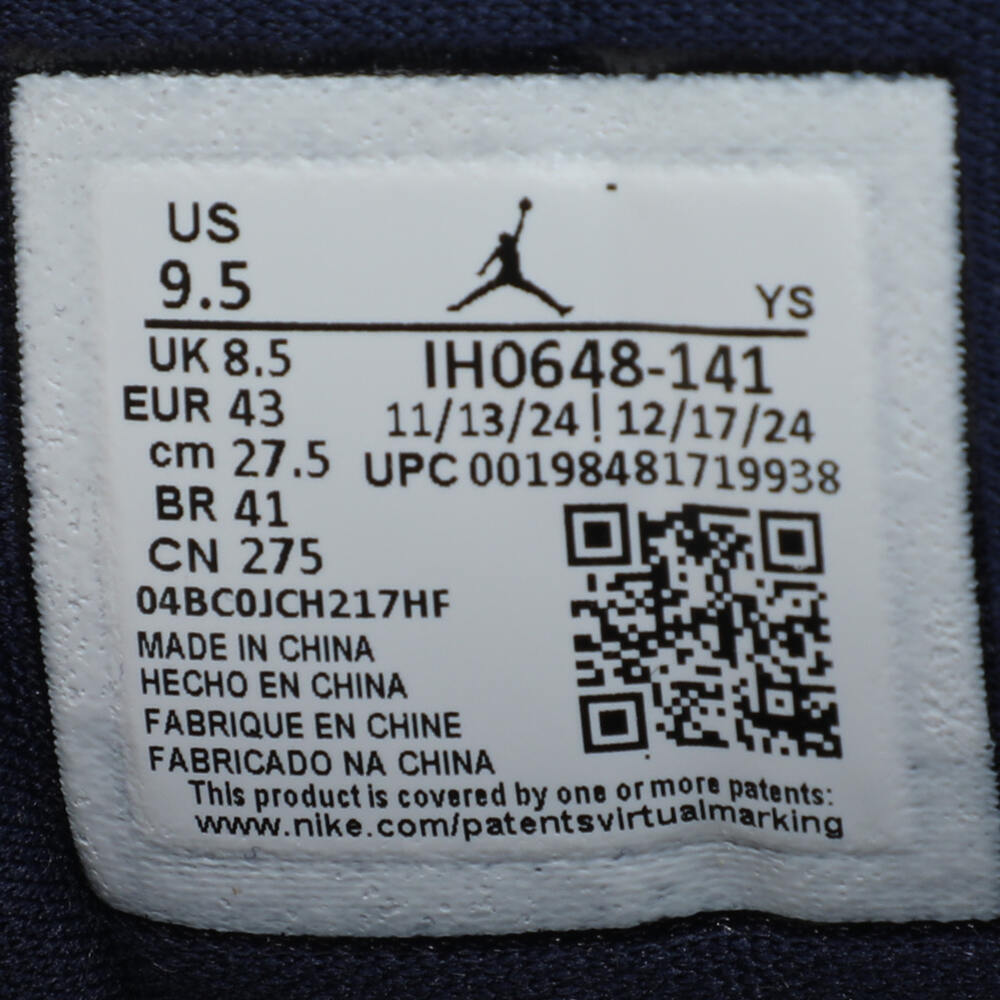 US
9.5
YS
UK 8.5
IH0648-141
EUR 43
11/13/24 | 12/17/24
cm 27.5
UPC 001984817199​38
BR 41
CN 275
04BC0JCH217HF
MADE IN CHINA
HECHO EN CHINA
FABRIQUE EN CHINE
FABRICADO NA CHINA
This product is covered by one or more patents:
www.nike.com/patentsvirtualmarking